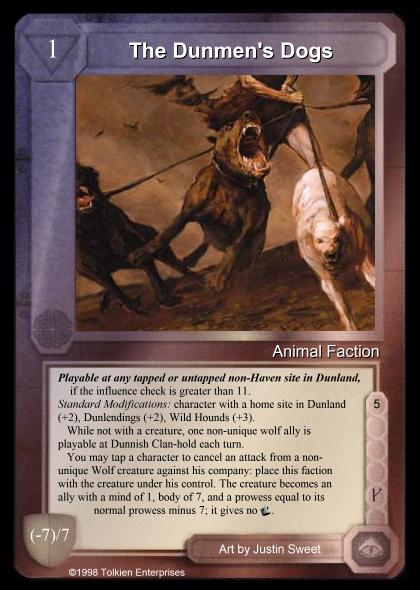 1
The Dunmen's Dogs
Animal Faction
Playable at any tapped or untapped non-Haven site in Dunland,
if the influence check is greater than 11.
Standard Modifications: character with a home site in Dunland
(+2), Dunlendings (+2), Wild Hounds (+3).
While not with a creature, one non-unique wolf ally is
playable at Dunnish Clan-hold each turn.
You may tap a character to cancel an attack from a non-
unique Wolf creature against his company: place this faction
with the creature under his control. The creature becomes an
ally with a mind of 1, body of 7, and a prowess equal to its
normal prowess minus 7; it gives no .
5
(-7)/7
Art by Justin Sweet
©1998 Tolkien Enterprises